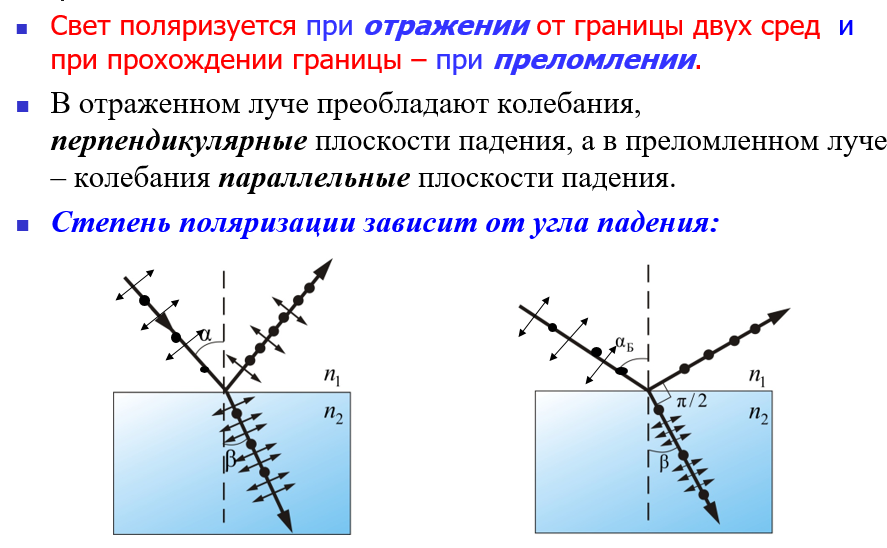 Свет поляризуется при отражении от границы двух сред и
при прохождении границы – при преломлении.
В отраженном луче преобладают колебания,
перпендикулярные плоскости падения, а в преломленном луче
– колебания параллельные плоскости падения.
Степень поляризации зависит от угла падения:
α
n1
n2
β
αБ
n1
π/2
n2
β